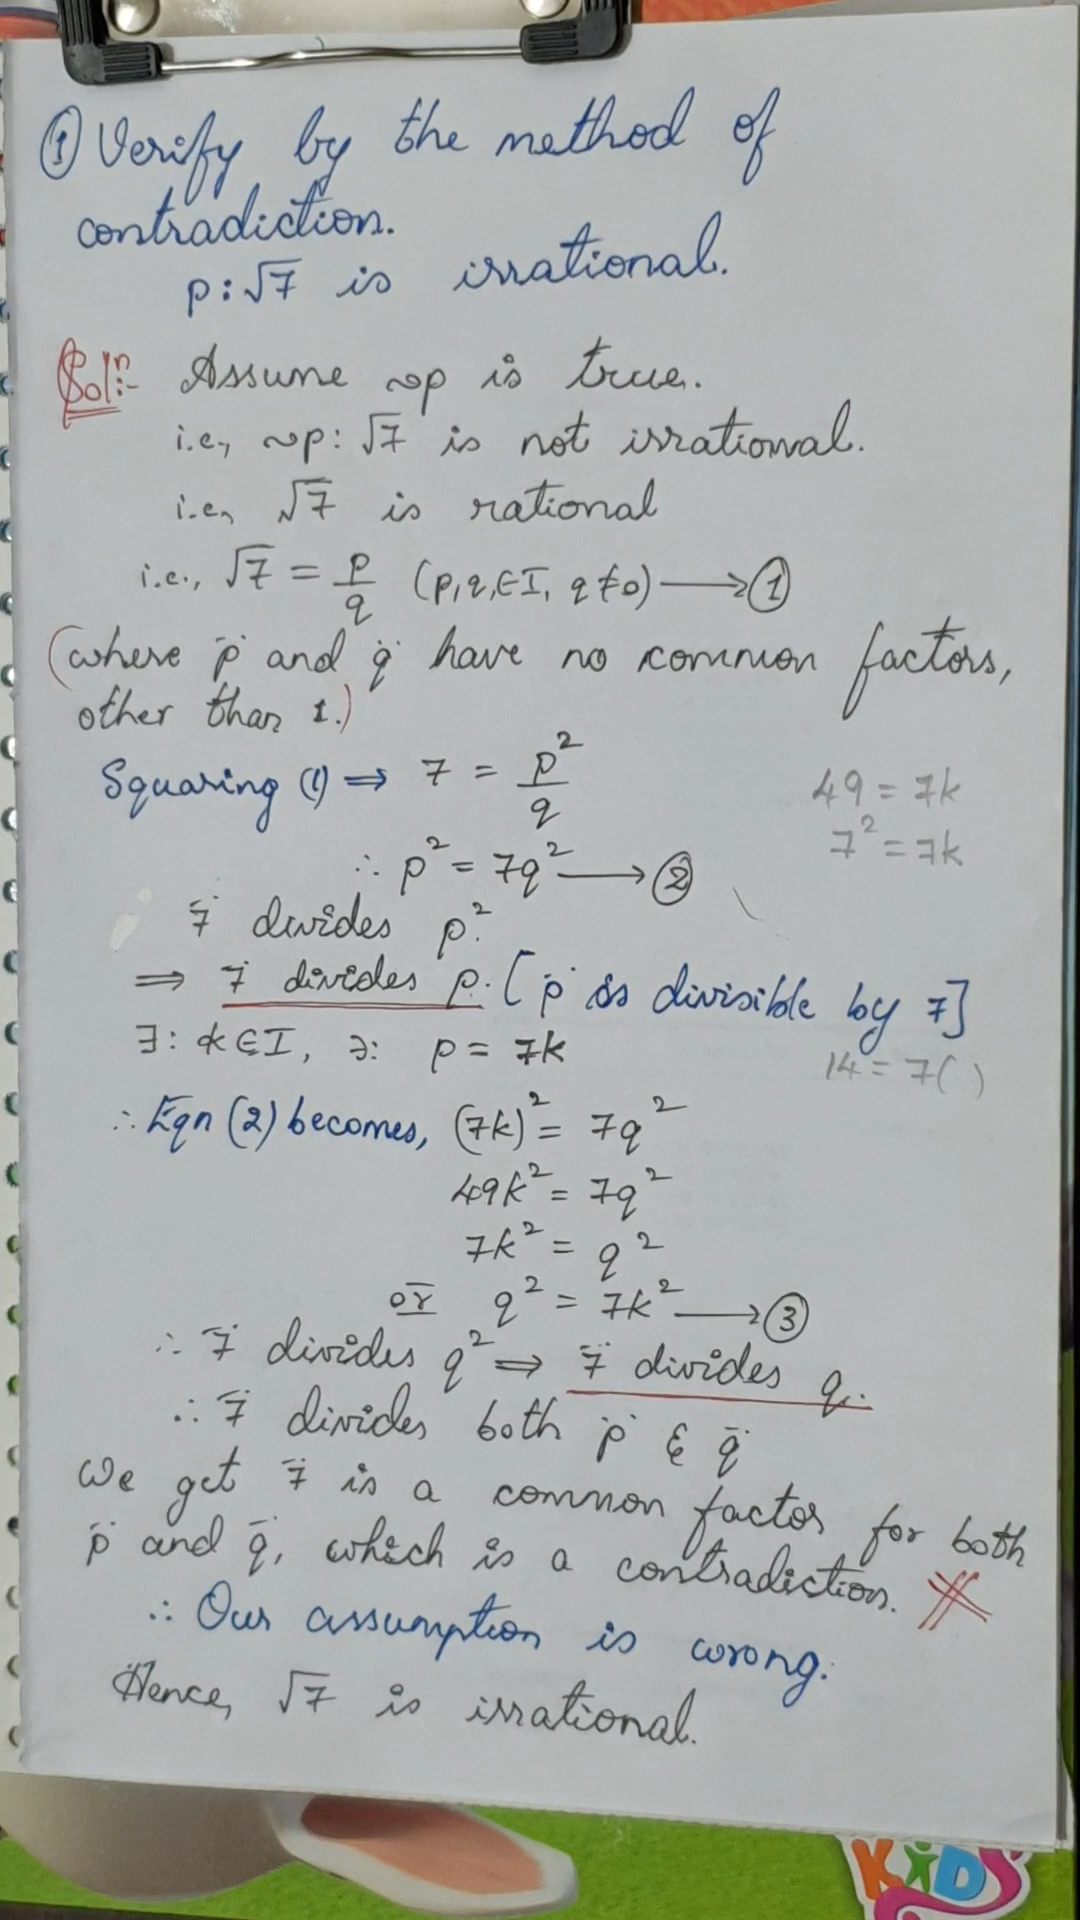 ① Verify by the method of
contradiction.
p: √7 is irrational.
Solⁿ:- Assume ~p is true.
i.e., ~p: √7 is not irrational.
i.e., √7 is rational
i.e., √7 = p/q (p,q,∈I, q≠0) ⟶ ①
(where 'p' and 'q' have no common factors,
other than 1.)
Squaring (1) ⇒ 7 = p²/q
49 = 7k
∴ p² = 7q² ⟶ ②
7² = 7k
'7' divides p².
⇒ '7' divides p. [ 'p' is divisible by 7]
∃: k∈I, ∋: p = 7k
14 = 7( )
∴ Eqn (2) becomes, (7k)² = 7q²
49k² = 7q²
7k² = q²
or q² = 7k² ⟶ ③
∴ '7' divides q² ⇒ '7' divides q.
∴ '7' divides both 'p' & 'q'
We get '7' is a common factor for both
'p' and 'q', which is a contradiction.
∴ Our assumption is wrong.
Hence, √7 is irrational.
KiDS